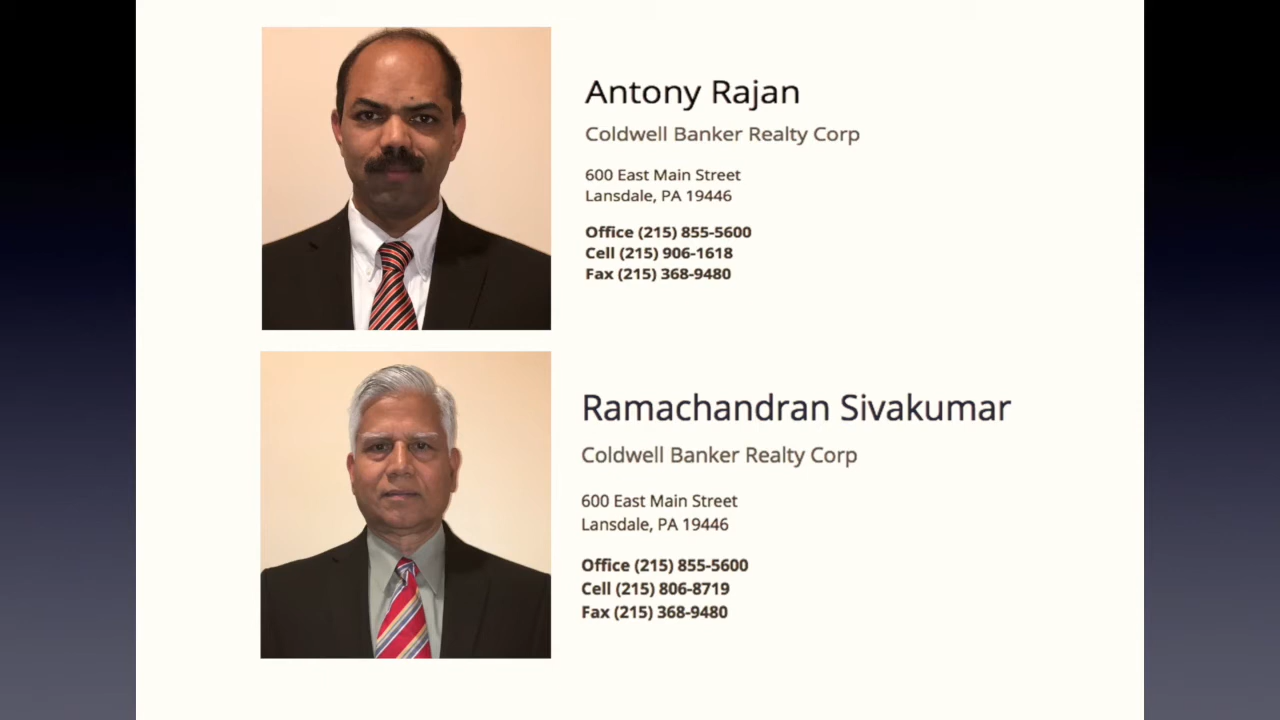 Antony Rajan
Coldwell Banker Realty Corp
600 East Main Street
Lansdale, PA 19446
Office (215) 855-5600
Cell (215) 906-1618
Fax (215) 368-9480
Ramachandran Sivakumar
Coldwell Banker Realty Corp
600 East Main Street
Lansdale, PA 19446
Office (215) 855-5600
Cell (215) 806-8719
Fax (215) 368-9480